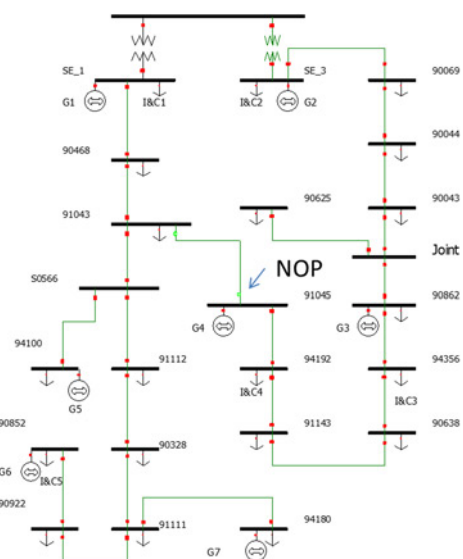 SE_1
SE_3
90069
G1
I&C1
I&C2
G2
90044
90468
90625
90043
91043
Joint
NOP
S0566
91045
90862
G4
G3
94100
91112
94192
94356
I&C4
I&C3
G5
90852
91143
90638
90328
G6
I&C5
90922
91111
94180
G7